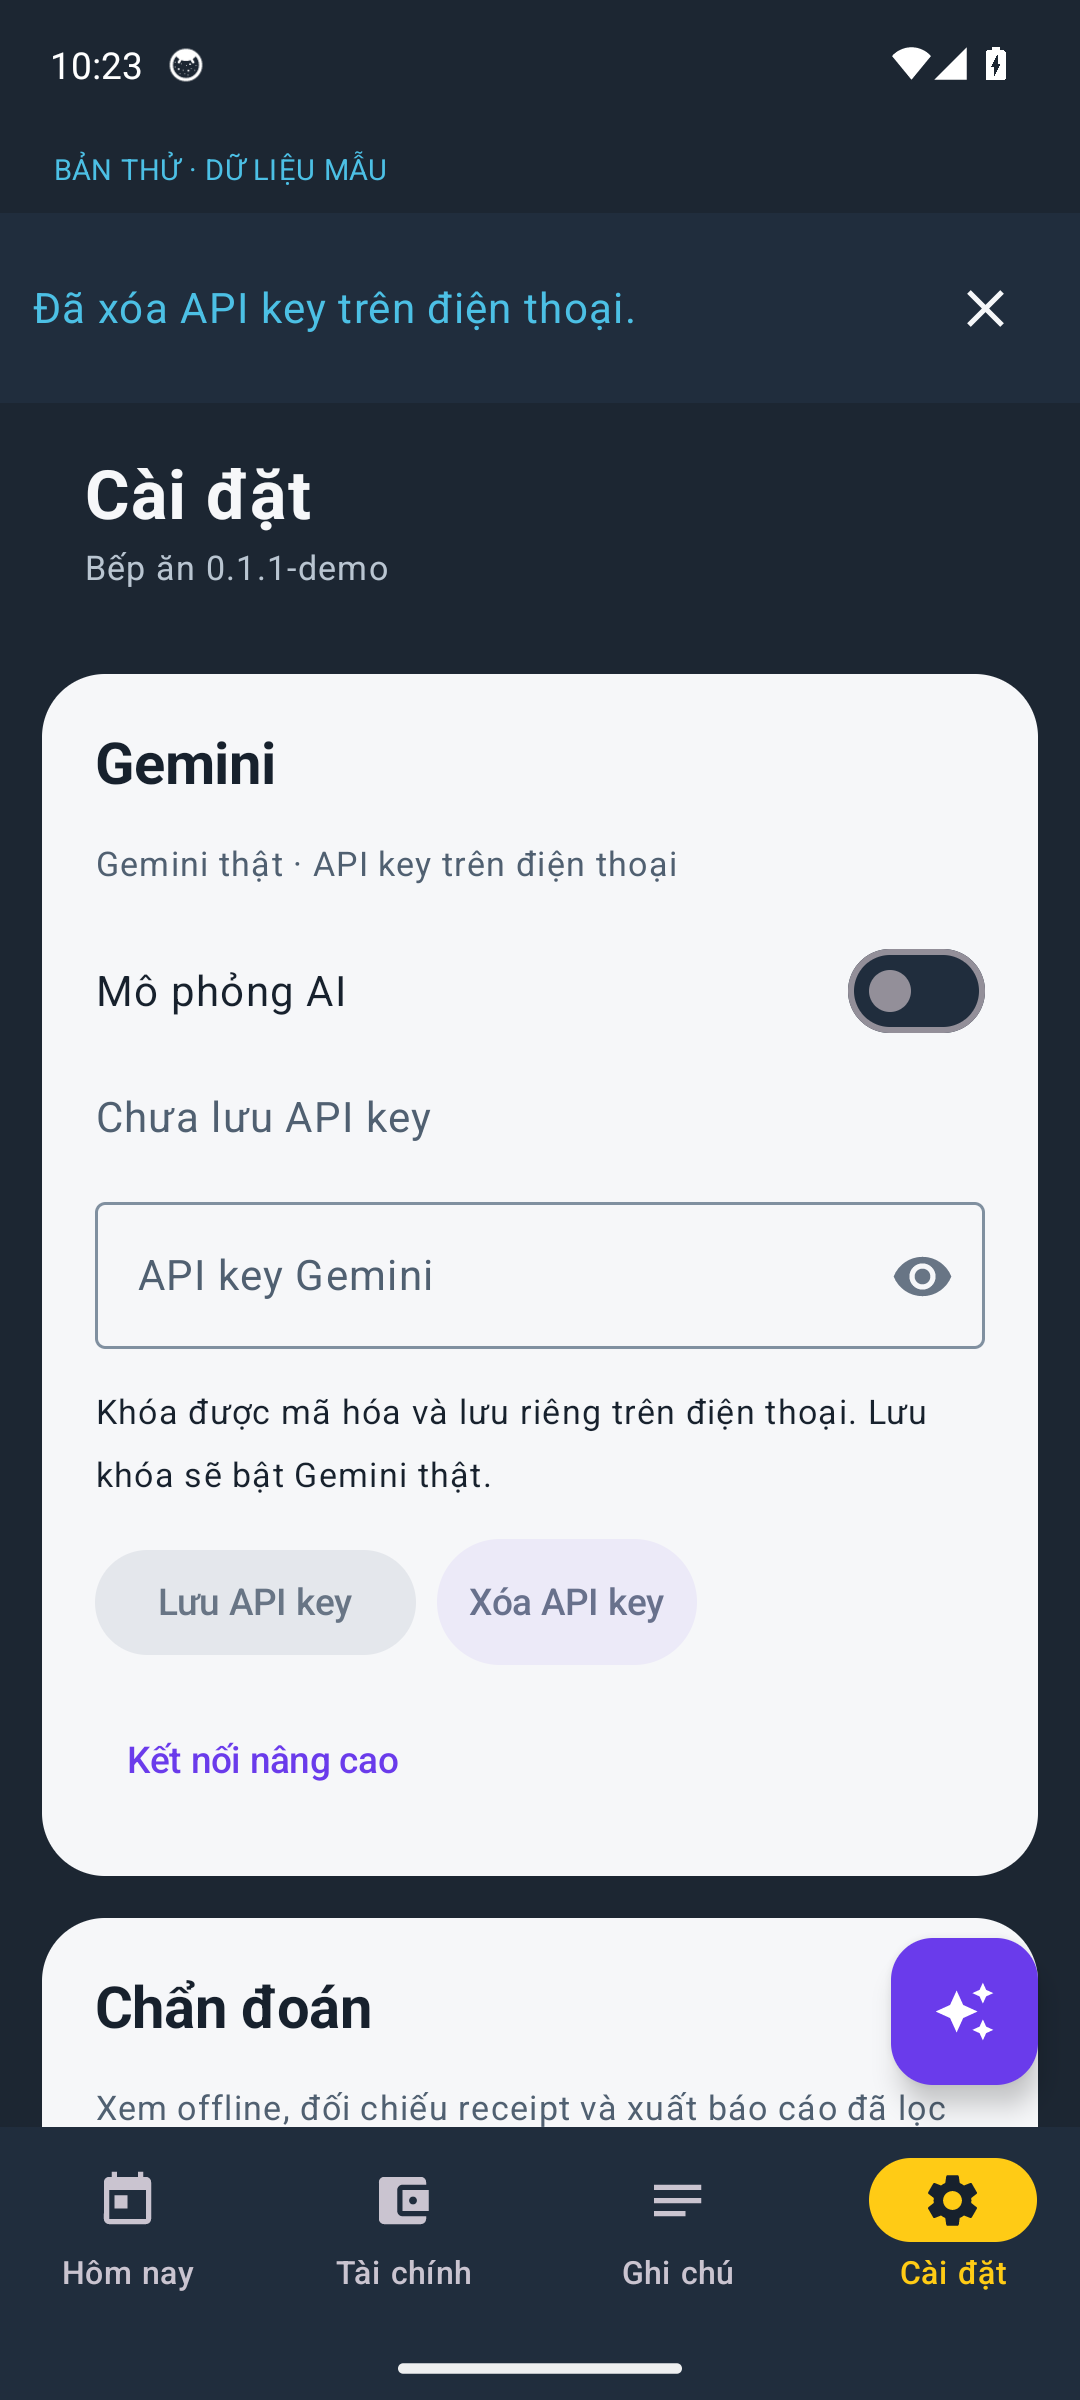 10:23
BẢN THỬ · DỮ LIỆU MẪU
Đã xóa API key trên điện thoại.
Cài đặt
Bếp ăn 0.1.1-demo
Gemini
Gemini thật · API key trên điện thoại
Mô phỏng AI
Chưa lưu API key
API key Gemini
Khóa được mã hóa và lưu riêng trên điện thoại. Lưu
khóa sẽ bật Gemini thật.
Lưu API key
Xóa API key
Kết nối nâng cao
Chẩn đoán
Xem offline, đối chiếu receipt và xuất báo cáo đã lọc
Hôm nay
Tài chính
Ghi chú
Cài đặt